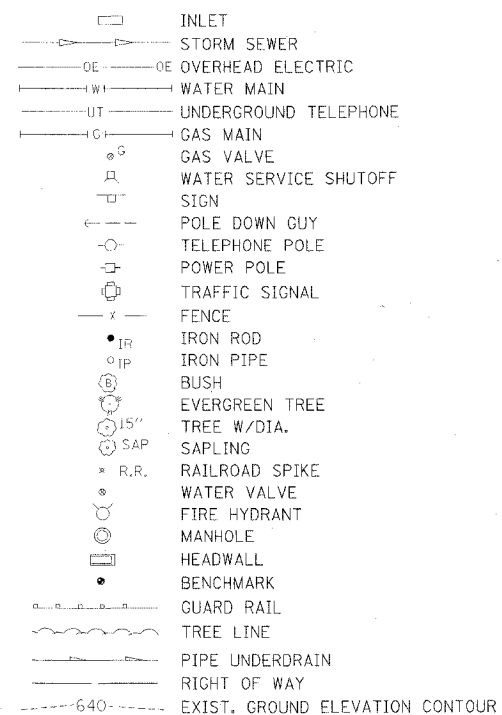 INLET
STORM SEWER
OE OE OVERHEAD ELECTRIC
W WATER MAIN
UT UNDERGROUND TELEPHONE
G GAS MAIN
G GAS VALVE
WATER SERVICE SHUTOFF
SIGN
POLE DOWN GUY
TELEPHONE POLE
POWER POLE
TRAFFIC SIGNAL
x FENCE
IR IRON ROD
IP IRON PIPE
B BUSH
EVERGREEN TREE
15" TREE W/DIA.
SAP SAPLING
R.R. RAILROAD SPIKE
WATER VALVE
FIRE HYDRANT
MANHOLE
HEADWALL
BENCHMARK
GUARD RAIL
TREE LINE
PIPE UNDERDRAIN
RIGHT OF WAY
640 EXIST. GROUND ELEVATION CONTOUR